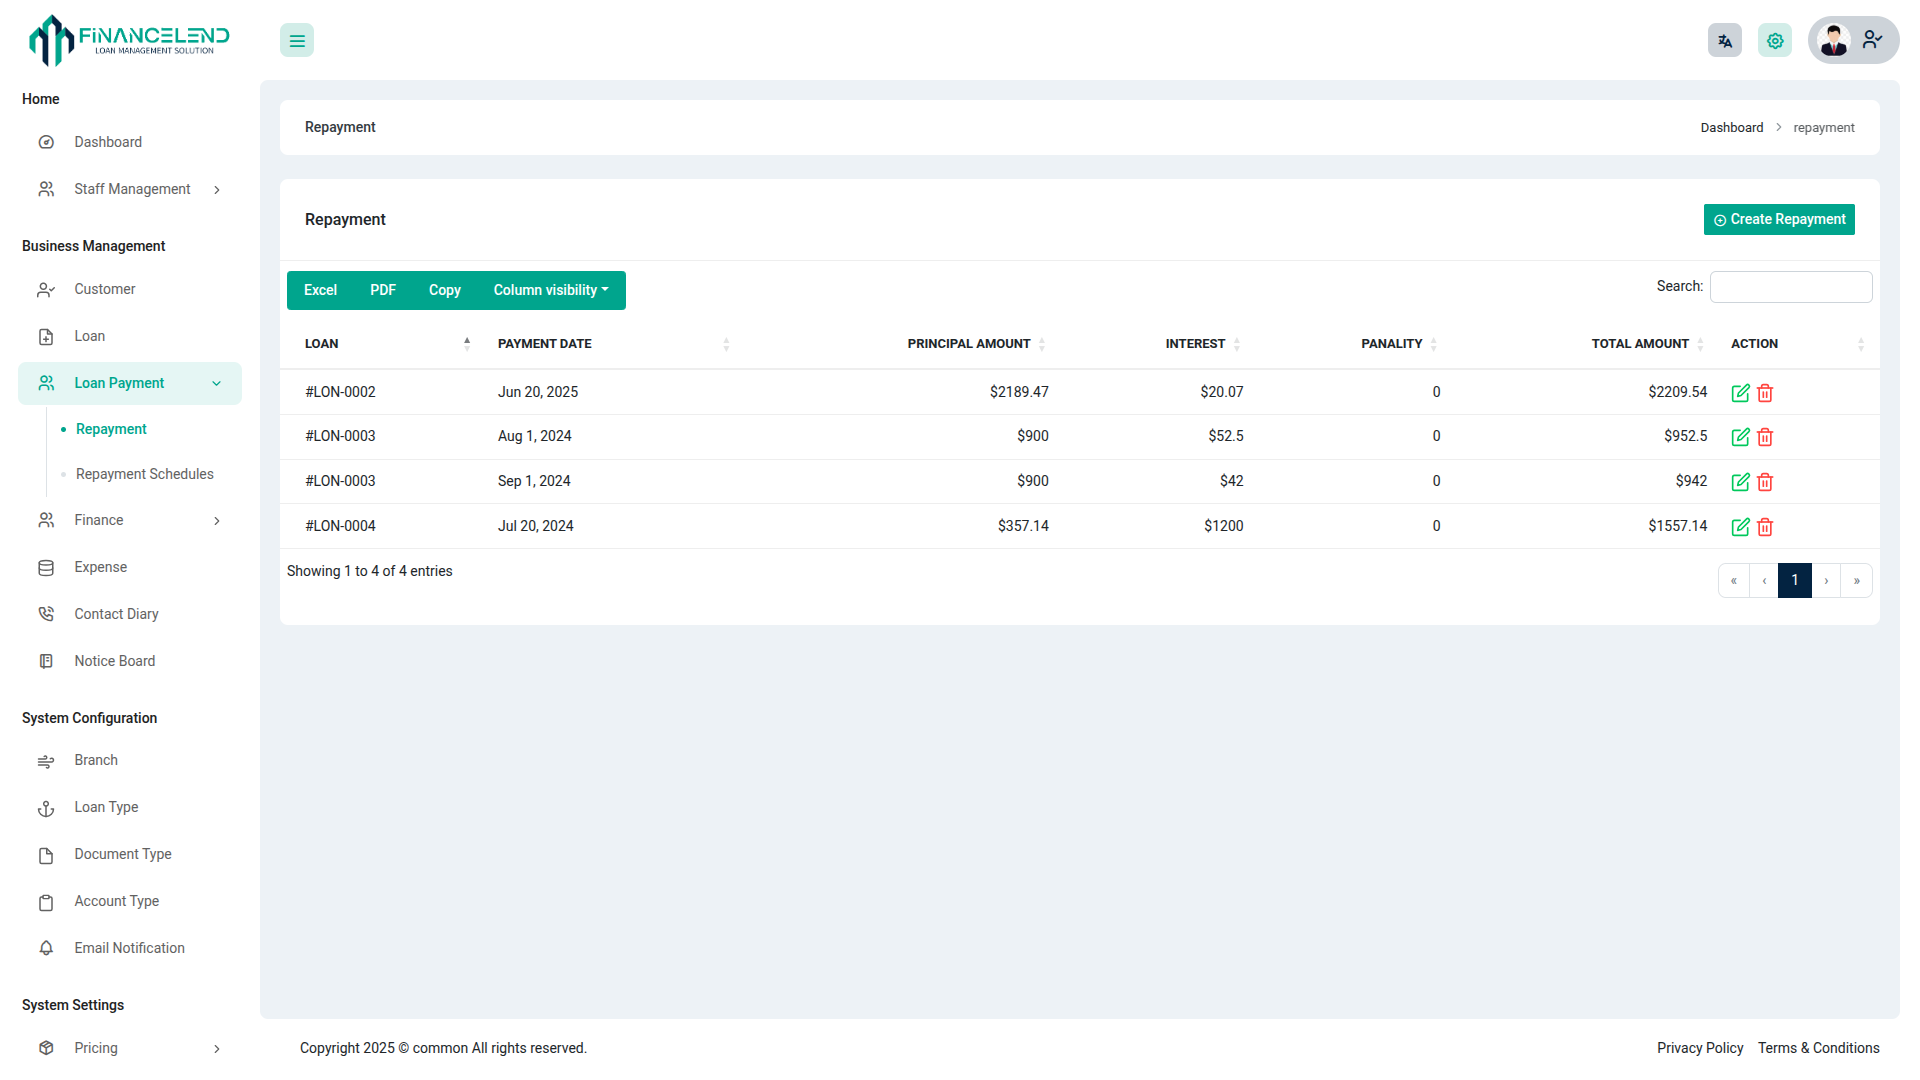 FiNANCELEND
LOAN MANAGEMENT SOLUTION
Home
Dashboard
Staff Management
Business Management
Customer
Loan
Loan Payment
Repayment
Repayment Schedules
Finance
Expense
Contact Diary
Notice Board
System Configuration
Branch
Loan Type
Document Type
Account Type
Email Notification
System Settings
Pricing
Repayment
Dashboard > repayment
Repayment
Create Repayment
Excel PDF Copy Column visibility
Search:
LOAN PAYMENT DATE PRINCIPAL AMOUNT INTEREST PANALITY TOTAL AMOUNT ACTION
#LON-0002 Jun 20, 2025 $2189.47 $20.07 0 $2209.54
#LON-0003 Aug 1, 2024 $900 $52.5 0 $952.5
#LON-0003 Sep 1, 2024 $900 $42 0 $942
#LON-0004 Jul 20, 2024 $357.14 $1200 0 $1557.14
Showing 1 to 4 of 4 entries
« ‹ 1 › »
Copyright 2025 © common All rights reserved.
Privacy Policy Terms & Conditions